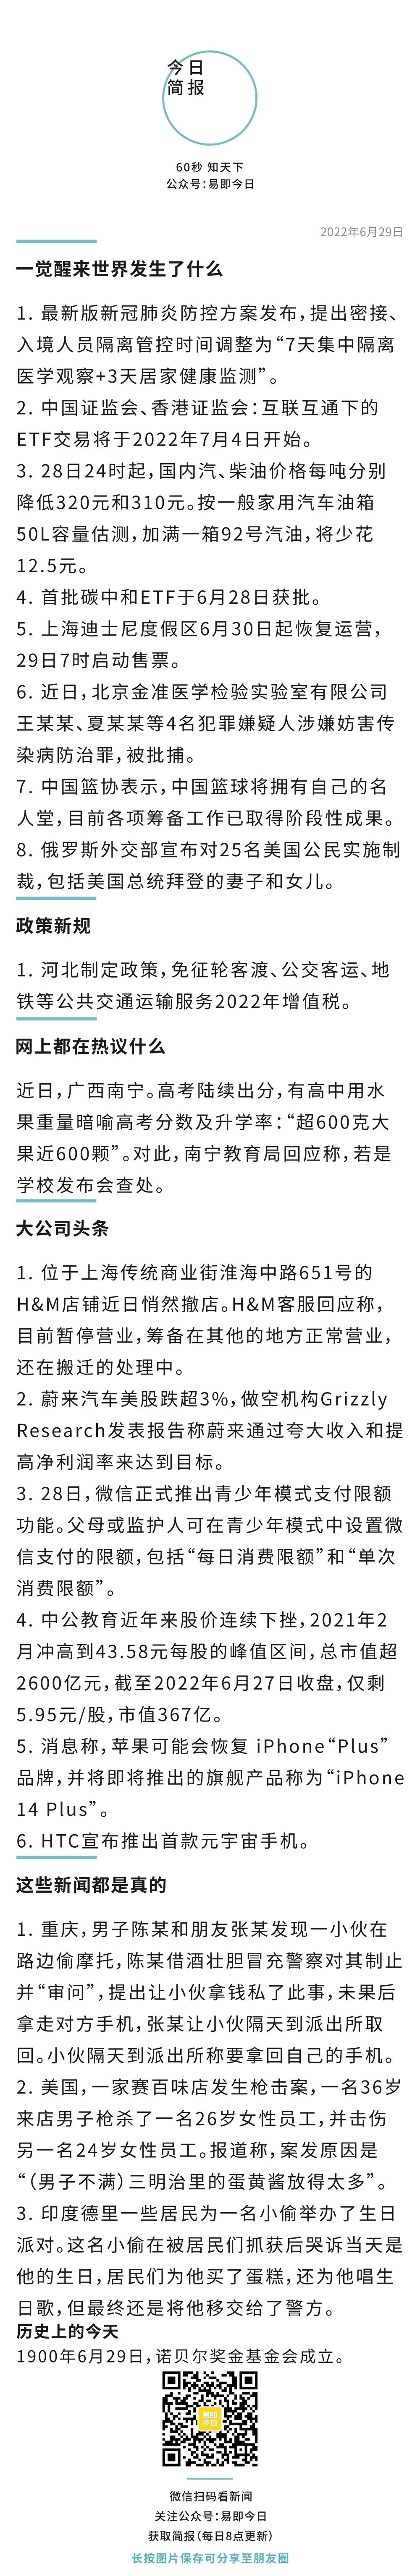 今日
简报
60秒 知天下
公众号：易即今日
2022年6月29日
一觉醒来世界发生了什么
1. 最新版新冠肺炎防控方案发布，提出密接、
入境人员隔离管控时间调整为“7天集中隔离
医学观察+3天居家健康监测”。
2. 中国证监会、香港证监会：互联互通下的
ETF交易将于2022年7月4日开始。
3. 28日24时起，国内汽、柴油价格每吨分别
降低320元和310元。按一般家用汽车油箱
50L容量估测，加满一箱92号汽油，将少花
12.5元。
4. 首批碳中和ETF于6月28日获批。
5. 上海迪士尼度假区6月30日起恢复运营，
29日7时启动售票。
6. 近日，北京金准医学检验实验室有限公司
王某某、夏某某等4名犯罪嫌疑人涉嫌妨害传
染病防治罪，被批捕。
7. 中国篮协表示，中国篮球将拥有自己的名
人堂，目前各项筹备工作已取得阶段性成果。
8. 俄罗斯外交部宣布对25名美国公民实施制
裁，包括美国总统拜登的妻子和女儿。
政策新规
1. 河北制定政策，免征轮客渡、公交客运、地
铁等公共交通运输服务2022年增值税。
网上都在热议什么
近日，广西南宁。高考陆续出分，有高中用水
果重量暗喻高考分数及升学率：“超600克大
果近600颗”。对此，南宁教育局回应称，若是
学校发布会查处。
大公司头条
1. 位于上海传统商业街淮海中路651号的
H&M店铺近日悄然撤店。H&M客服回应称，
目前暂停营业，筹备在其他的地方正常营业，
还在搬迁的处理中。
2. 蔚来汽车美股跌超3%，做空机构Grizzly
Research发表报告称蔚来通过夸大收入和提
高净利润率来达到目标。
3. 28日，微信正式推出青少年模式支付限额
功能。父母或监护人可在青少年模式中设置微
信支付的限额，包括“每日消费限额”和“单次
消费限额”。
4. 中公教育近年来股价连续下挫，2021年2
月冲高到43.58元每股的峰值区间，总市值超
2600亿元，截至2022年6月27日收盘，仅剩
5.95元/股，市值367亿。
5. 消息称，苹果可能会恢复 iPhone“Plus”
品牌，并将即将推出的旗舰产品称为“iPhone
14 Plus”。
6. HTC宣布推出首款元宇宙手机。
这些新闻都是真的
1. 重庆，男子陈某和朋友张某发现一小伙在
路边偷摩托，陈某借酒壮胆冒充警察对其制止
并“审问”，提出让小伙拿钱私了此事，未果后
拿走对方手机，张某让小伙隔天到派出所取
回。小伙隔天到派出所称要拿回自己的手机。
2. 美国，一家赛百味店发生枪击案，一名36岁
来店男子枪杀了一名26岁女性员工，并击伤
另一名24岁女性员工。报道称，案发原因是
“（男子不满）三明治里的蛋黄酱放得太多”。
3. 印度德里一些居民为一名小偷举办了生日
派对。这名小偷在被居民们抓获后哭诉当天是
他的生日，居民们为他买了蛋糕，还为他唱生
日歌，但最终还是将他移交给了警方。
历史上的今天
1900年6月29日，诺贝尔奖金基金会成立。
易即
今日
微信扫码看新闻
关注公众号：易即今日
获取简报（每日8点更新）
长按图片保存可分享至朋友圈